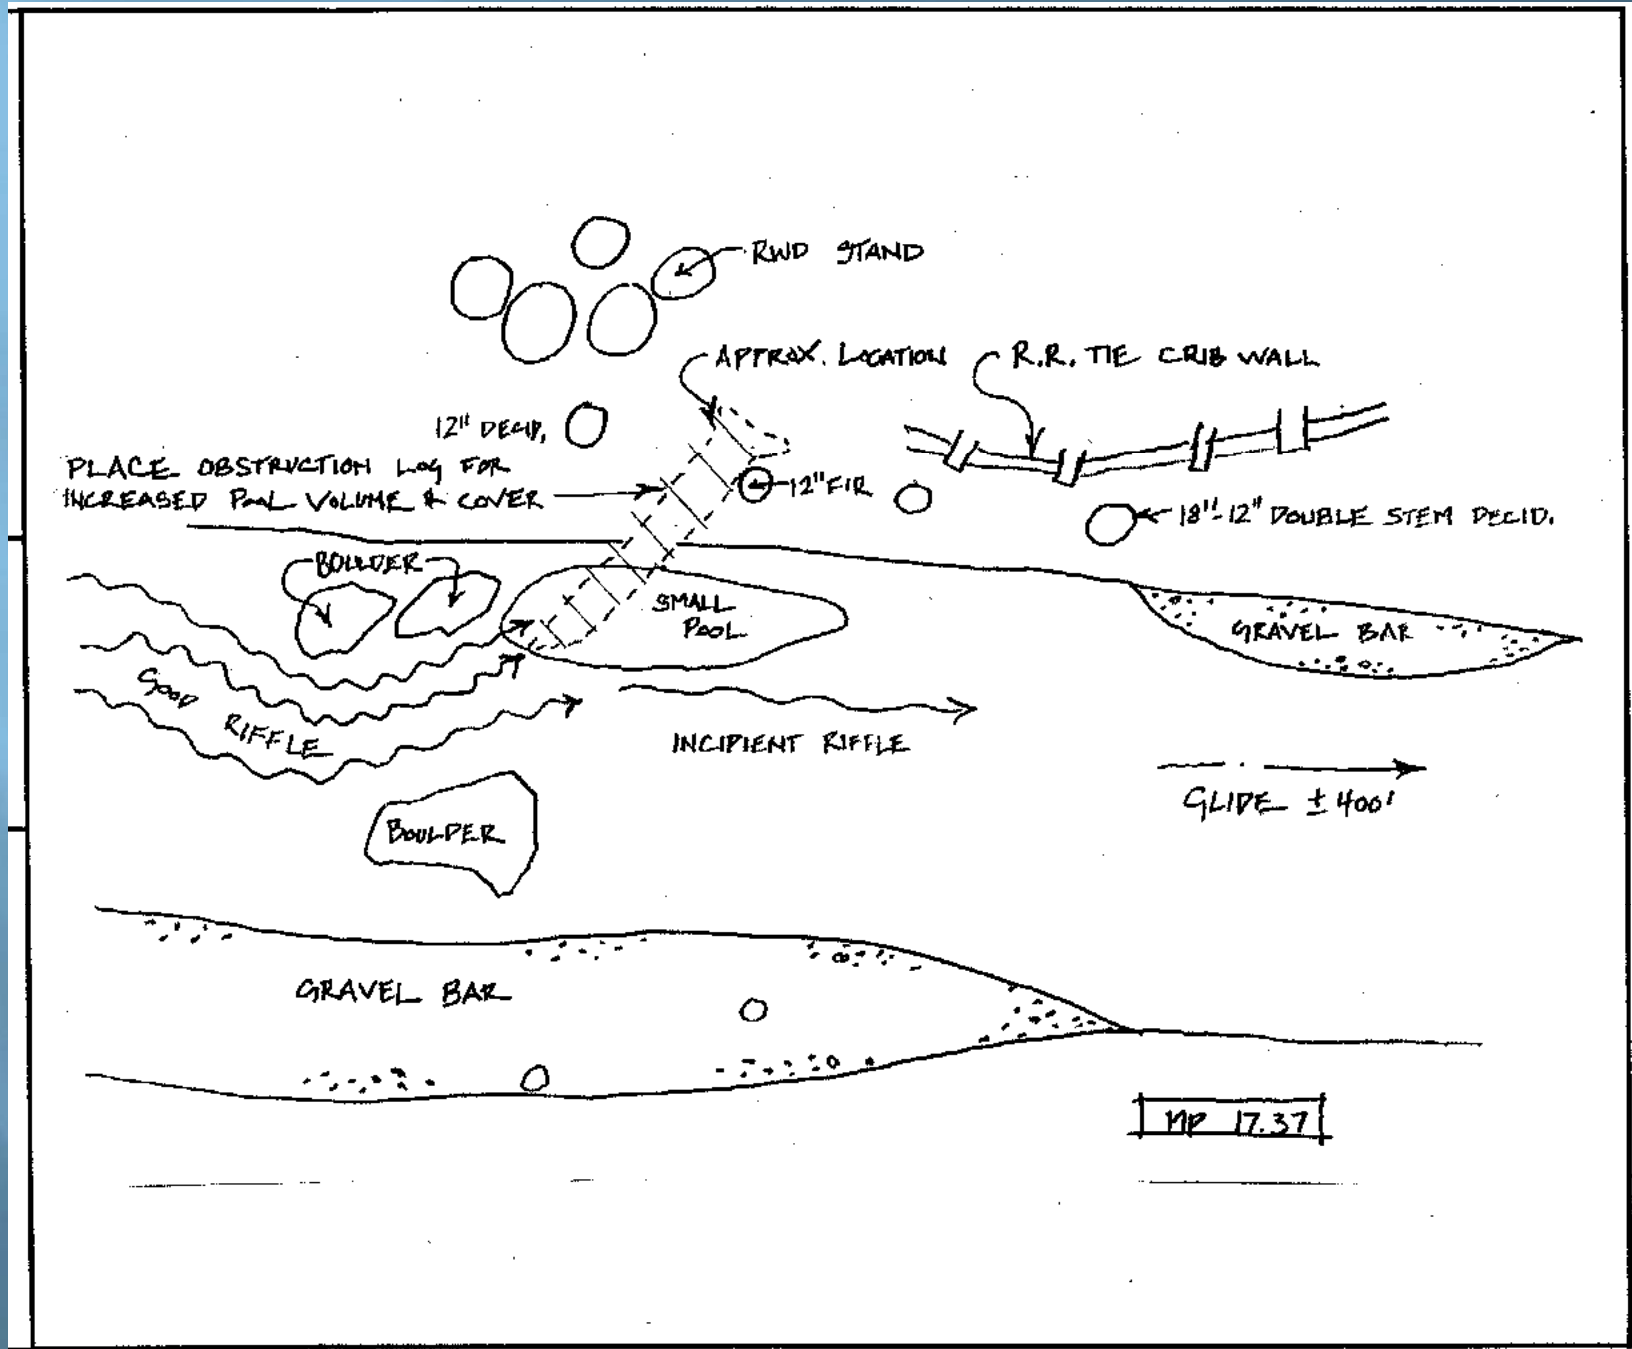 RWD STAND
APPROX. LOCATION
R.R. TIE CRIB WALL
12" DECID.
PLACE OBSTRUCTION LOG FOR
INCREASED POOL VOLUME & COVER
12" FIR
18"-12" DOUBLE STEM DECID.
BOULDER
SMALL
POOL
GRAVEL BAR
GOOD
RIFFLE
INCIPIENT RIFFLE
GLIDE ±400'
BOULDER
GRAVEL BAR
MP 17.37